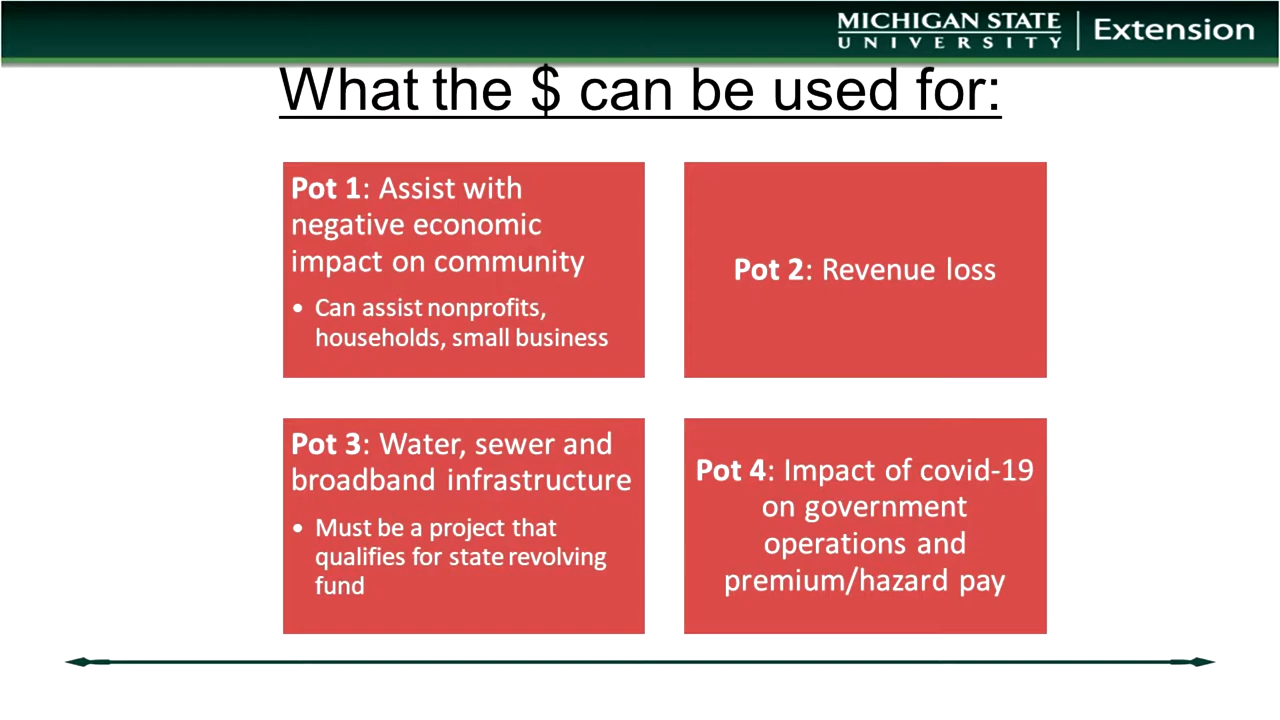 MICHIGAN STATE
UNIVERSITY
Extension
What the $ can be used for:
Pot 1: Assist with
negative economic
impact on community
• Can assist nonprofits,
households, small business
Pot 2: Revenue loss
Pot 3: Water, sewer and
broadband infrastructure
• Must be a project that
qualifies for state revolving
fund
Pot 4: Impact of covid-19
on government
operations and
premium/hazard pay